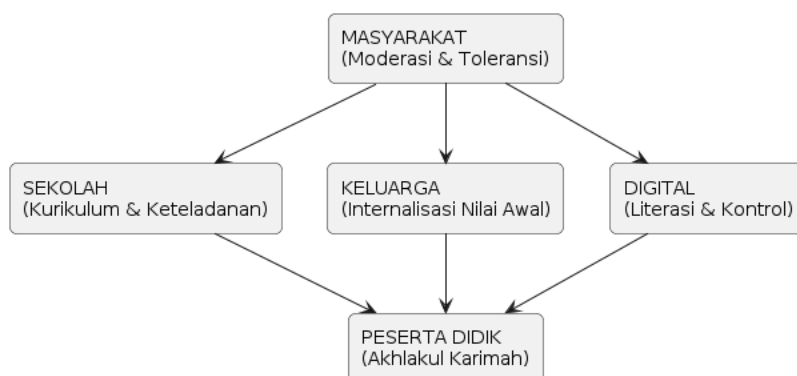 MASYARAKAT
(Moderasi & Toleransi)
SEKOLAH
(Kurikulum & Keteladanan)
KELUARGA
(Internalisasi Nilai Awal)
DIGITAL
(Literasi & Kontrol)
PESERTA DIDIK
(Akhlakul Karimah)